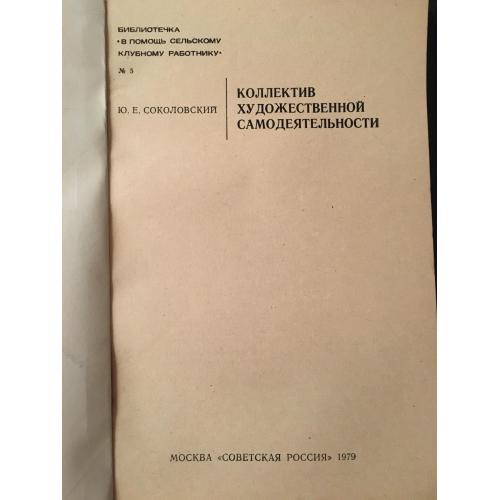 БИБЛИОТЕЧКА
«В ПОМОЩЬ СЕЛЬСКОМУ
КЛУБНОМУ РАБОТНИКУ»
№ 5
Ю. Е. СОКОЛОВСКИЙ
КОЛЛЕКТИВ
ХУДОЖЕСТВЕННОЙ
САМОДЕЯТЕЛЬНОСТИ
МОСКВА «СОВЕТСКАЯ РОССИЯ» 1979